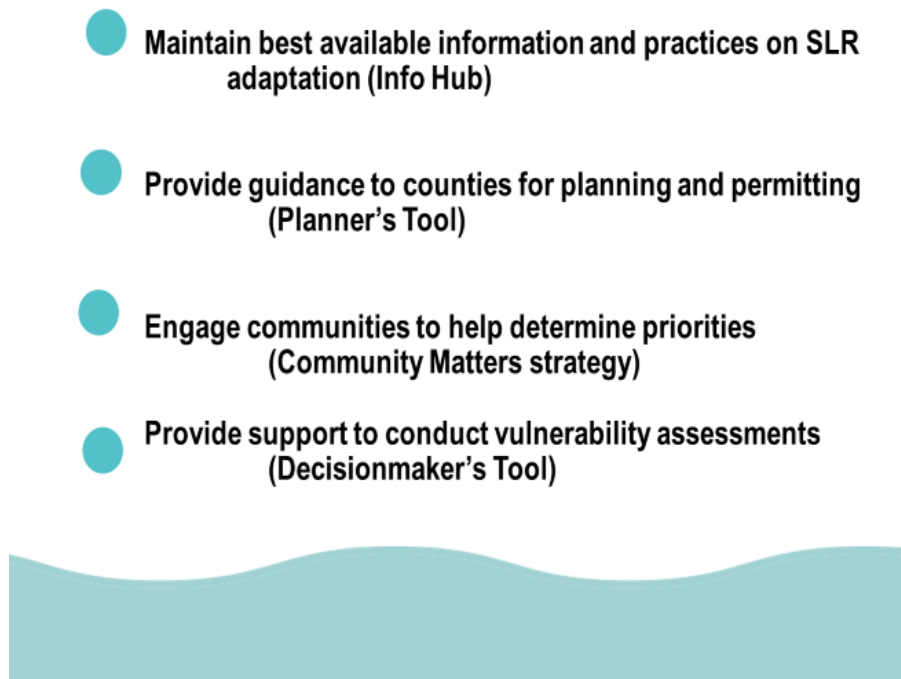 Maintain best available information and practices on SLR
adaptation (Info Hub)
Provide guidance to counties for planning and permitting
(Planner’s Tool)
Engage communities to help determine priorities
(Community Matters strategy)
Provide support to conduct vulnerability assessments
(Decisionmaker’s Tool)